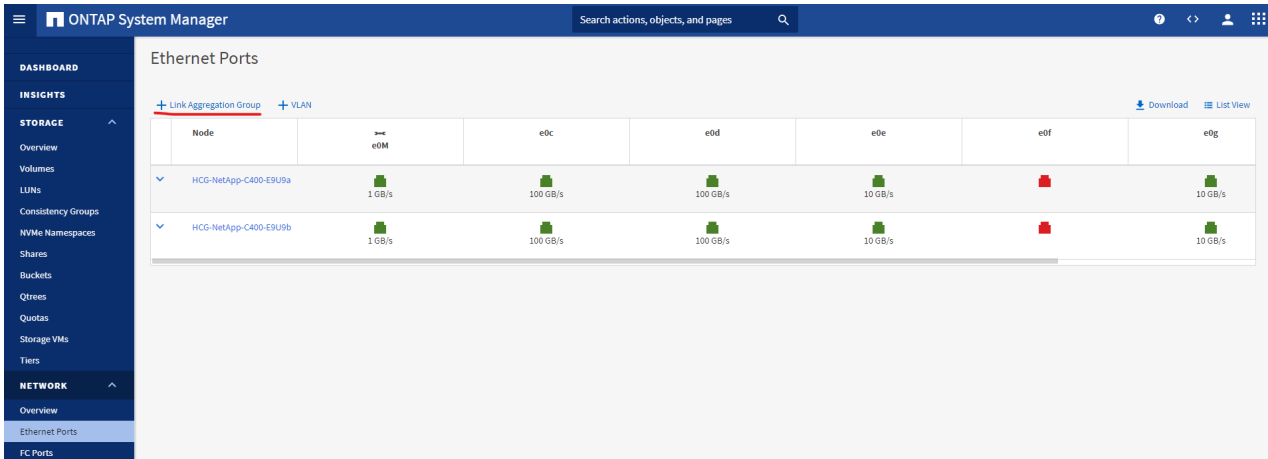 ONTAP System Manager
Search actions, objects, and pages
DASHBOARD
INSIGHTS
STORAGE
Overview
Volumes
LUNs
Consistency Groups
NVMe Namespaces
Shares
Buckets
Qtrees
Quotas
Storage VMs
Tiers
NETWORK
Overview
Ethernet Ports
FC Ports
Ethernet Ports
+ Link Aggregation Group + VLAN
Download List View
Node e0M e0c e0d e0e e0f e0g
HCG-NetApp-C400-E9U9a
1 GB/s 100 GB/s 100 GB/s 10 GB/s 10 GB/s
HCG-NetApp-C400-E9U9b
1 GB/s 100 GB/s 100 GB/s 10 GB/s 10 GB/s